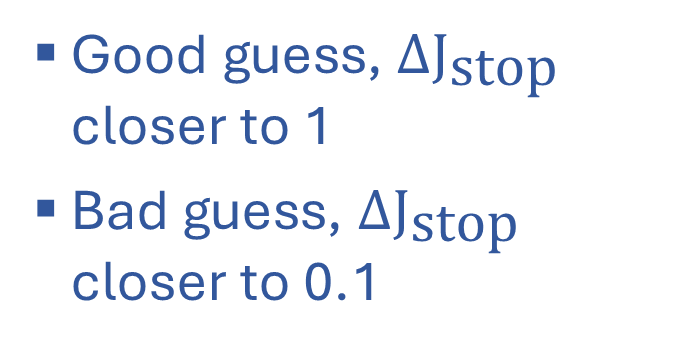 ▪ Good guess, ΔJstop
closer to 1
▪ Bad guess, ΔJstop
closer to 0.1